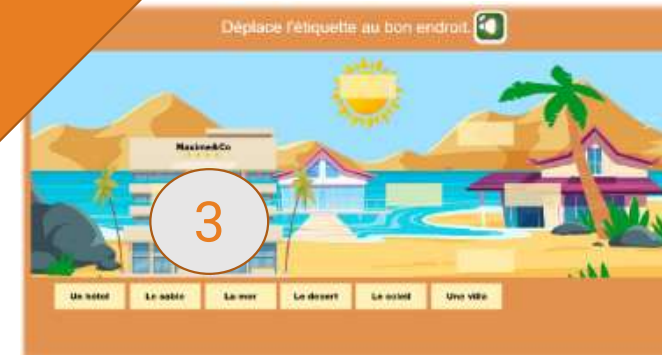 Déplace l'étiquette au bon endroit.
Maxime&Co
3
Un hôtel
Le sable
La mer
Le desert
Le soleil
Une villa